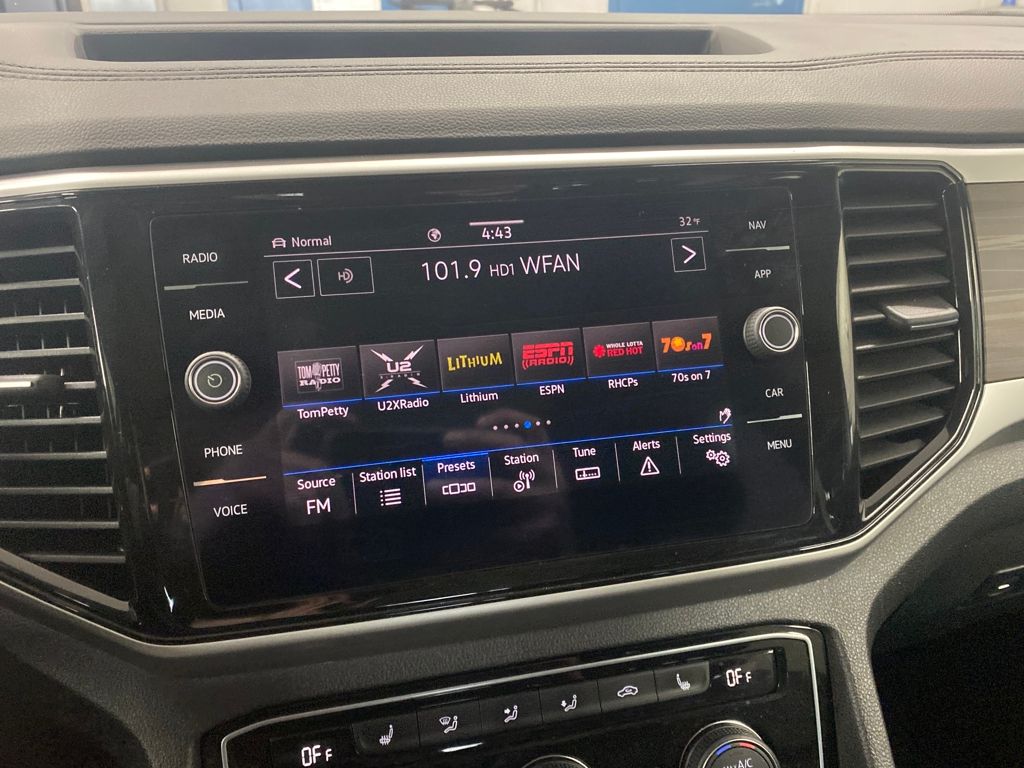 Normal
4:43
32°F
NAV
RADIO
101.9 HD1 WFAN
HD
APP
MEDIA
TOM PETTY RADIO
U2 X-RADIO
LITHIUM
ESPN ((RADIO))
WHOLE LOTTA RED HOT
70s on 7
TomPetty
U2XRadio
Lithium
ESPN
RHCPs
70s on 7
CAR
PHONE
MENU
Source
Station list
Presets
Station
Tune
Alerts
Settings
FM
VOICE
OFF
OFF
A/C